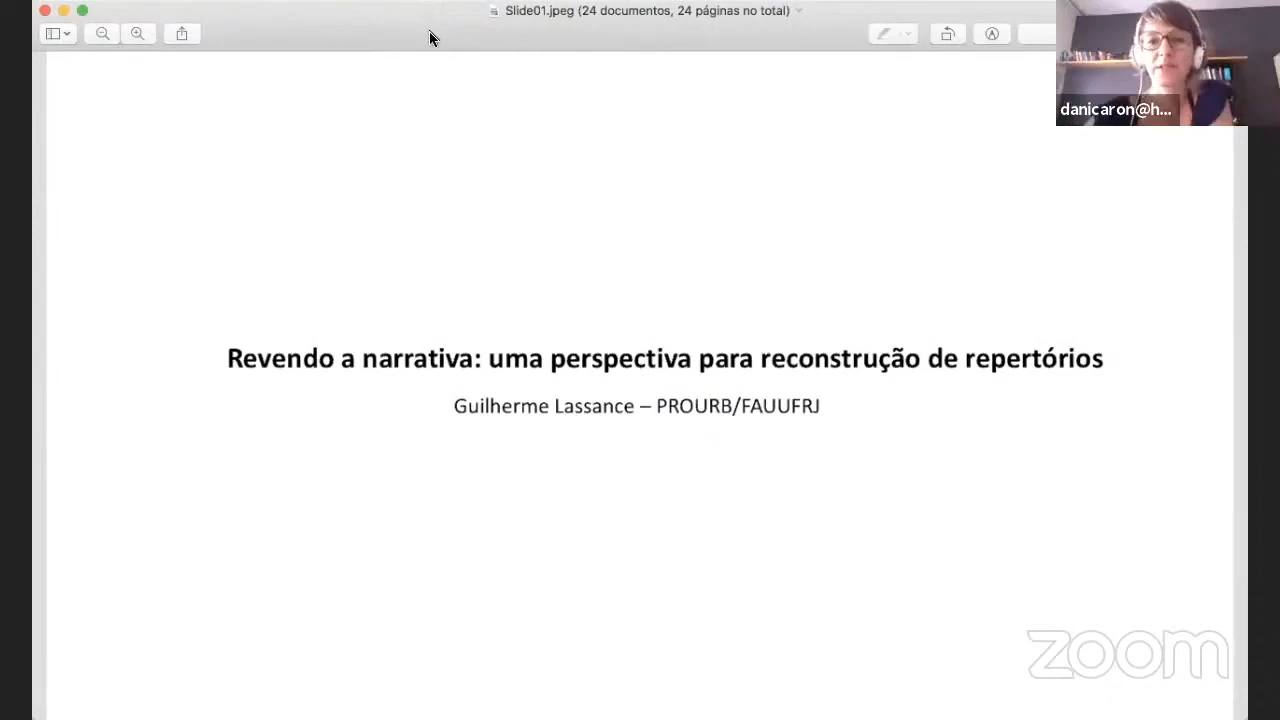 Slide01.jpeg (24 documentos, 24 páginas no total)
danicaron@h...
Revendo a narrativa: uma perspectiva para reconstrução de repertórios
Guilherme Lassance – PROURB/FAUUFRJ
zoom